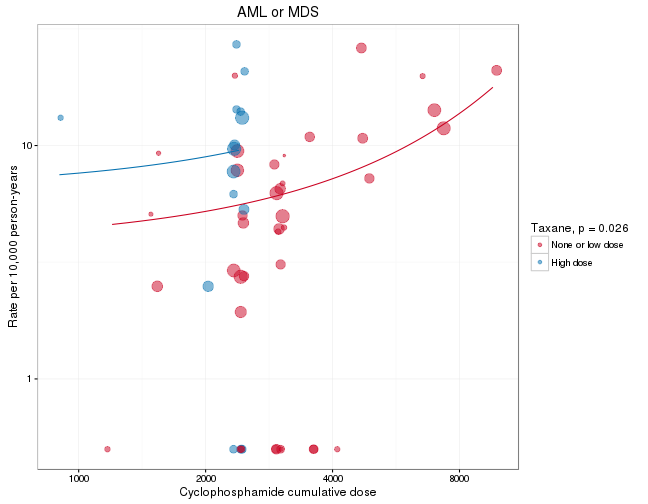 AML or MDS
Rate per 10,000 person-years
10
1
1000
2000
4000
8000
Cyclophosphamide cumulative dose
Taxane, p = 0.026
None or low dose
High dose